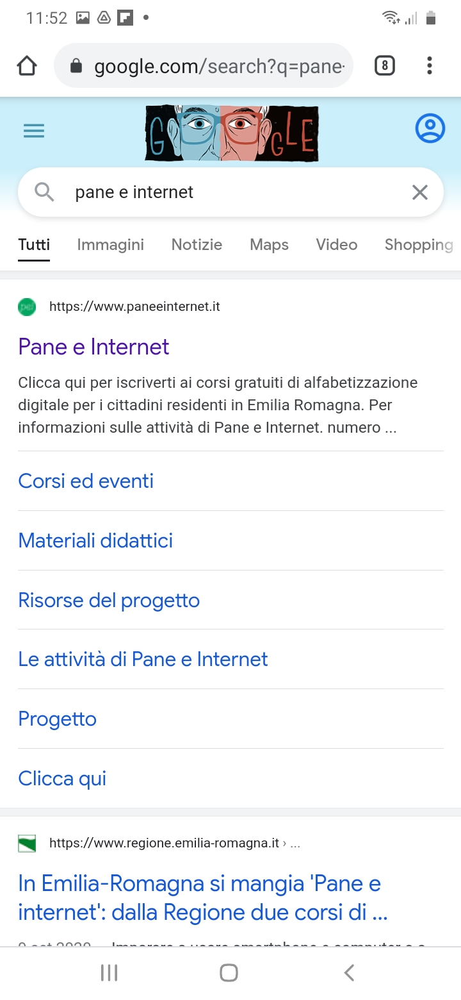 11:52
google.com/search?q=pane
8
G GLE
pane e internet
Tutti Immagini Notizie Maps Video Shopping
pei
https://www.paneeinternet.it
Pane e Internet
Clicca qui per iscriverti ai corsi gratuiti di alfabetizzazione
digitale per i cittadini residenti in Emilia Romagna. Per
informazioni sulle attività di Pane e Internet. numero ...
Corsi ed eventi
Materiali didattici
Risorse del progetto
Le attività di Pane e Internet
Progetto
Clicca qui
https://www.regione.emilia-romagna.it › ...
In Emilia-Romagna si mangia 'Pane e
internet': dalla Regione due corsi di ...